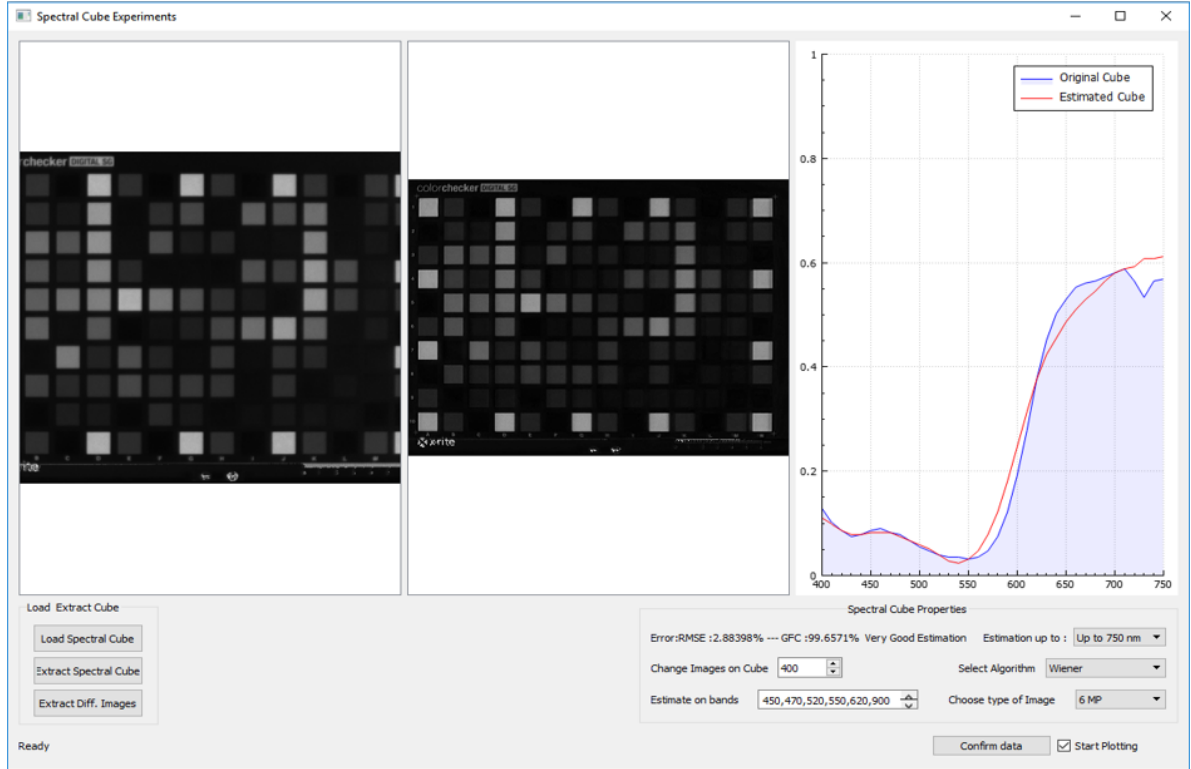 Spectral Cube Experiments
rchecker DIGITAL SG
rite
colorchecker DIGITAL SG
x-rite
1
0.8
0.6
0.4
0.2
0
400 450 500 550 600 650 700 750
Original Cube
Estimated Cube
Load Extract Cube
Load Spectral Cube
Extract Spectral Cube
Extract Diff. Images
Spectral Cube Properties
Error:RMSE :2.88398% --- GFC :99.6571% Very Good Estimation Estimation up to : Up to 750 nm
Change Images on Cube 400 Select Algorithm Wiener
Estimate on bands 450,470,520,550,620,900 Choose type of Image 6 MP
Ready
Confirm data Start Plotting